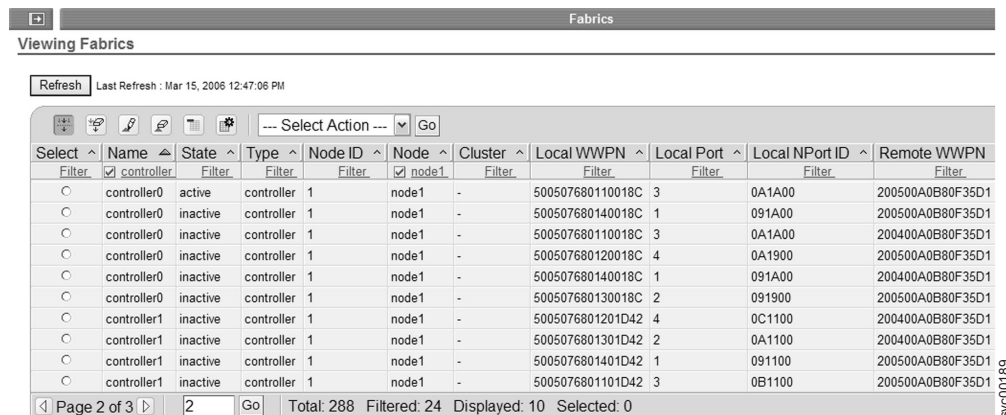 Fabrics
Viewing Fabrics
Refresh Last Refresh : Mar 15, 2006 12:47:06 PM
--- Select Action --- Go
Select Name State Type Node ID Node Cluster Local WWPN Local Port Local NPort ID Remote WWPN
Filter controller Filter Filter Filter node1 Filter Filter Filter Filter Filter
controller0 active controller 1 node1 - 500507680110018C 3 0A1A00 200500A0B80F35D1
controller0 inactive controller 1 node1 - 500507680140018C 1 091A00 200500A0B80F35D1
controller0 inactive controller 1 node1 - 500507680110018C 3 0A1A00 200400A0B80F35D1
controller0 inactive controller 1 node1 - 500507680120018C 4 0A1900 200500A0B80F35D1
controller0 inactive controller 1 node1 - 500507680140018C 1 091A00 200400A0B80F35D1
controller0 inactive controller 1 node1 - 500507680130018C 2 091900 200500A0B80F35D1
controller1 inactive controller 1 node1 - 5005076801201D42 4 0C1100 200400A0B80F35D1
controller1 inactive controller 1 node1 - 5005076801301D42 2 0A1100 200400A0B80F35D1
controller1 inactive controller 1 node1 - 5005076801401D42 1 091100 200500A0B80F35D1
controller1 inactive controller 1 node1 - 5005076801101D42 3 0B1100 200500A0B80F35D1
Page 2 of 3 2 Go Total: 288 Filtered: 24 Displayed: 10 Selected: 0